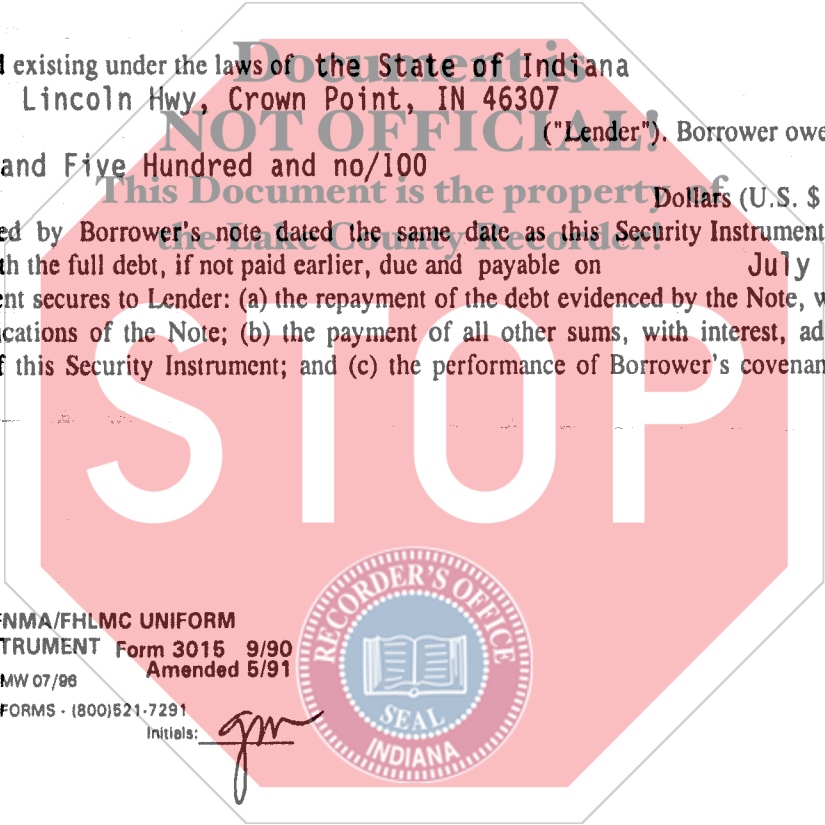 Document is
existing under the laws of the State of Indiana
Lincoln Hwy, Crown Point, IN 46307
NOT OFFICIAL!
("Lender"). Borrower owe
and Five Hundred and no/100
This Document is the property of
Dollars (U.S. $
ed by Borrower's note dated the same date as this Security Instrument
the Lake County Recorder!
th the full debt, if not paid earlier, due and payable on July
ent secures to Lender: (a) the repayment of the debt evidenced by the Note, w
cations of the Note; (b) the payment of all other sums, with interest, ad
f this Security Instrument; and (c) the performance of Borrower's covenan
STOP
FNMA/FHLMC UNIFORM
TRUMENT Form 3015 9/90
Amended 5/91
MW 07/96
FORMS - (800)521-7291
Initials: gm
RECORDER'S OFFICE
SEAL
INDIANA